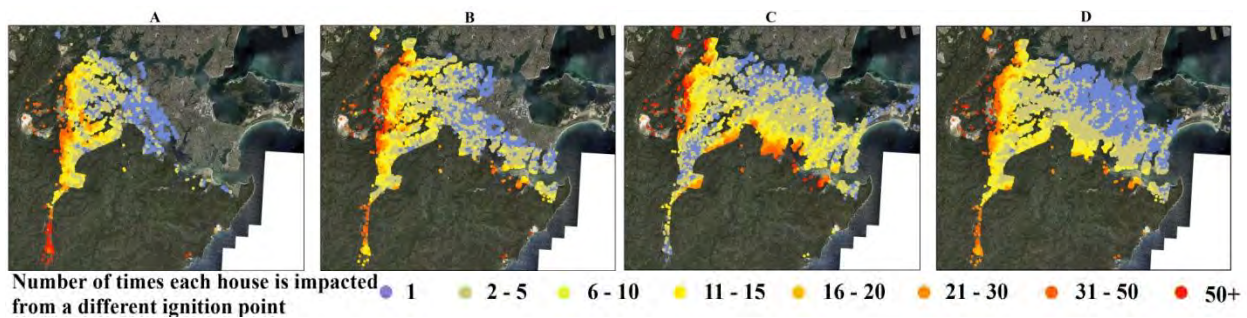 A B C D
Number of times each house is impacted
from a different ignition point
1 2 - 5 6 - 10 11 - 15 16 - 20 21 - 30 31 - 50 50+